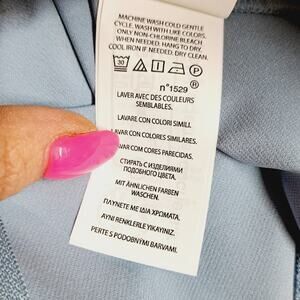 MACHINE WASH COLD GENTLE
CYCLE. WASH WITH LIKE COLORS.
ONLY NON-CHLORINE BLEACH
WHEN NEEDED. HANG TO DRY.
COOL IRON IF NEEDED. DRY CLEAN.
30 P
n°1529 ®
LAVER AVEC DES COULEURS
SEMBLABLES.
LAVARE CON COLORI SIMILI.
LAVAR CON COLORES SIMILARES.
LAVAR COM CORES PARECIDAS.
СТИРАТЬ С ИЗДЕЛИЯМИ
ПОДОБНОГО ЦВЕТА.
MIT ÄHNLICHEN FARBEN
WASCHEN.
ΠΛΥΝΕΤΕ ΜΕ ΙΔΙΑ ΧΡΩΜΑΤΑ.
AYNI RENKLERLE YIKAYINIZ.
PERTE S PODOBNÝMI BARVAMI.